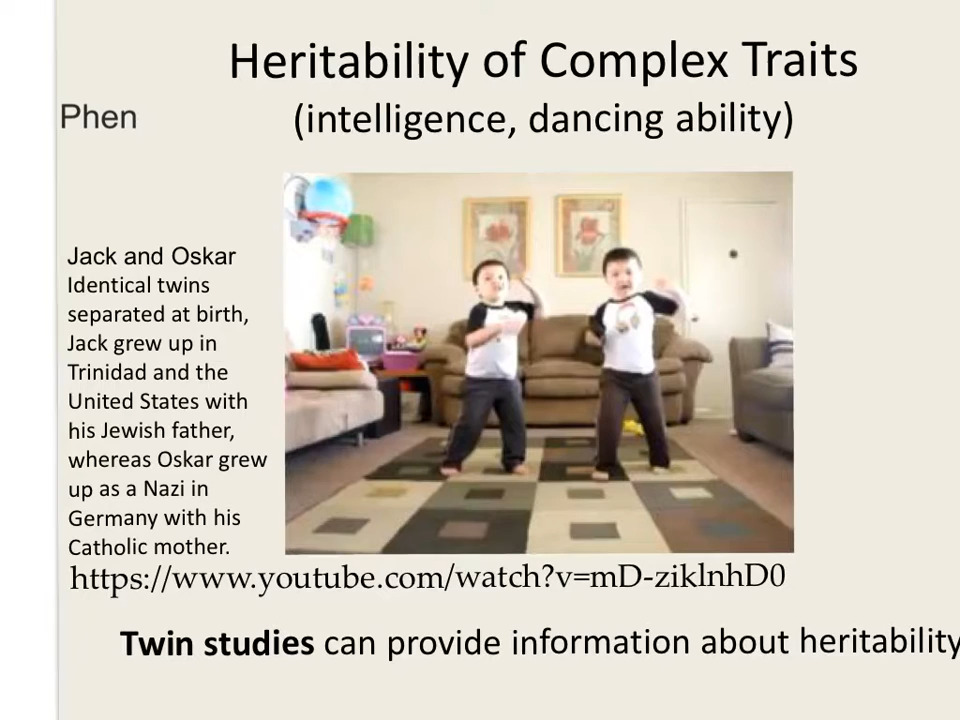 Heritability of Complex Traits
Phen
(intelligence, dancing ability)
Jack and Oskar
Identical twins
separated at birth,
Jack grew up in
Trinidad and the
United States with
his Jewish father,
whereas Oskar grew
up as a Nazi in
Germany with his
Catholic mother.
https://www.youtube.com/watch?v=mD-ziklnhD0
Twin studies can provide information about heritability